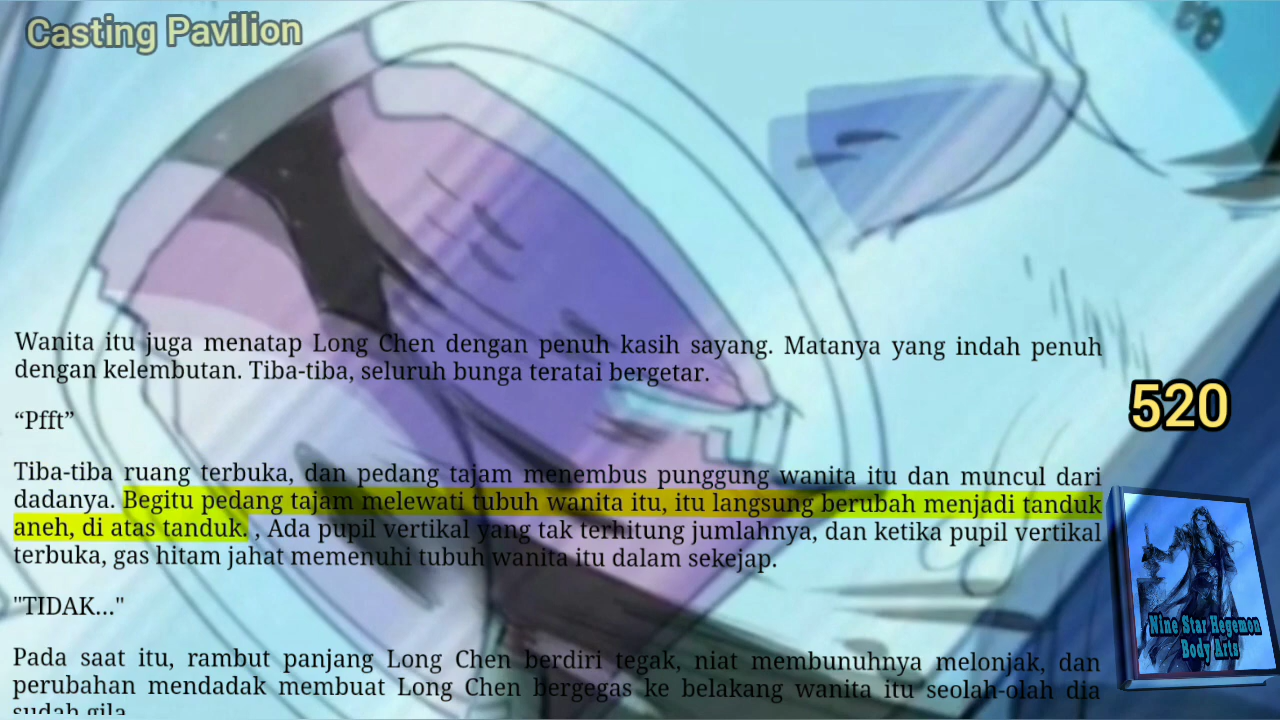 Casting Pavilion
Wanita itu juga menatap Long Chen dengan penuh kasih sayang. Matanya yang indah penuh
dengan kelembutan. Tiba-tiba, seluruh bunga teratai bergetar.
“Pfft”
Tiba-tiba ruang terbuka, dan pedang tajam menembus punggung wanita itu dan muncul dari
dadanya. Begitu pedang tajam melewati tubuh wanita itu, itu langsung berubah menjadi tanduk
aneh, di atas tanduk. , Ada pupil vertikal yang tak terhitung jumlahnya, dan ketika pupil vertikal
terbuka, gas hitam jahat memenuhi tubuh wanita itu dalam sekejap.
"TIDAK..."
Pada saat itu, rambut panjang Long Chen berdiri tegak, niat membunuhnya melonjak, dan
perubahan mendadak membuat Long Chen bergegas ke belakang wanita itu seolah-olah dia
sudah gila.
520
Nine Star Hegemon
Body Arts